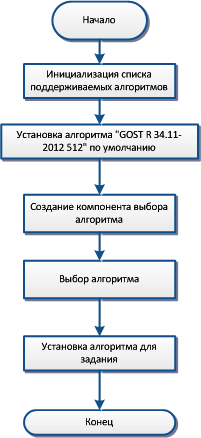 Начало
Инициализация списка
поддерживаемых алгоритмов
Установка алгоритма "GOST R 34.11-
2012 512" по умолчанию
Создание компонента выбора
алгоритма
Выбор алгоритма
Установка алгоритма для
задания
Конец